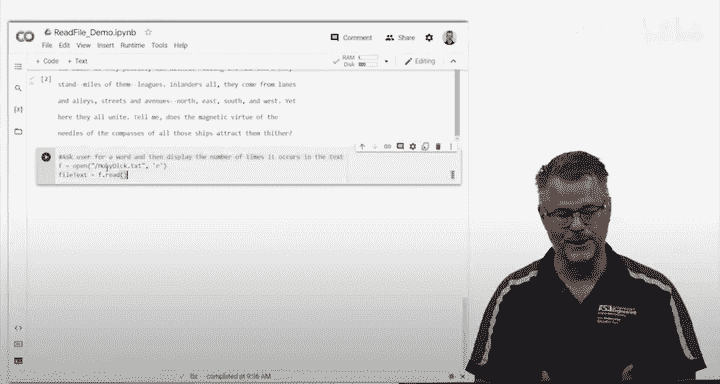 ReadFile_Demo.ipynb
Comment
Share
File Edit View Insert Runtime Tools Help
+ Code + Text
RAM
Disk
Editing
[2]
stand--miles of them--leagues. Inlanders all, they come from lanes
and alleys, streets and avenues--north, east, south, and west. Yet
here they all unite. Tell me, does the magnetic virtue of the
needles of the compasses of all those ships attract them thither?
#Ask user for a word and then display the number of times it occurs in the text
f = open("/MobyDick.txt", 'r')
fileText = f.read()
0s completed at 9:36 AM